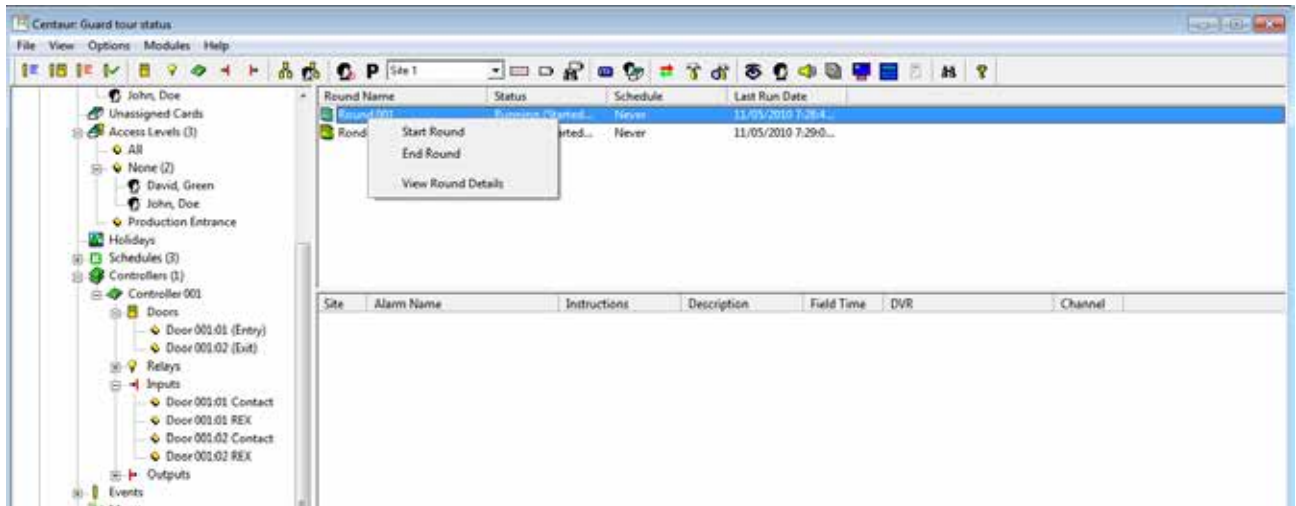 Centaur: Guard tour status
File View Options Modules Help
P Site 1
John, Doe
Unassigned Cards
Access Levels (3)
All
None (2)
David, Green
John, Doe
Production Entrance
Holidays
Schedules (3)
Controllers (1)
Controller 001
Doors
Door 001:01 (Entry)
Door 001:02 (Exit)
Relays
Inputs
Door 001:01 Contact
Door 001:01 REX
Door 001:02 Contact
Door 001:02 REX
Outputs
Events
Round Name Status Schedule Last Run Date
Round 001 Running (Started... Never 11/05/2010 7:28:4...
Rond arted... Never 11/05/2010 7:29:0...
Start Round
End Round
View Round Details
Site Alarm Name Instructions Description Field Time DVR Channel